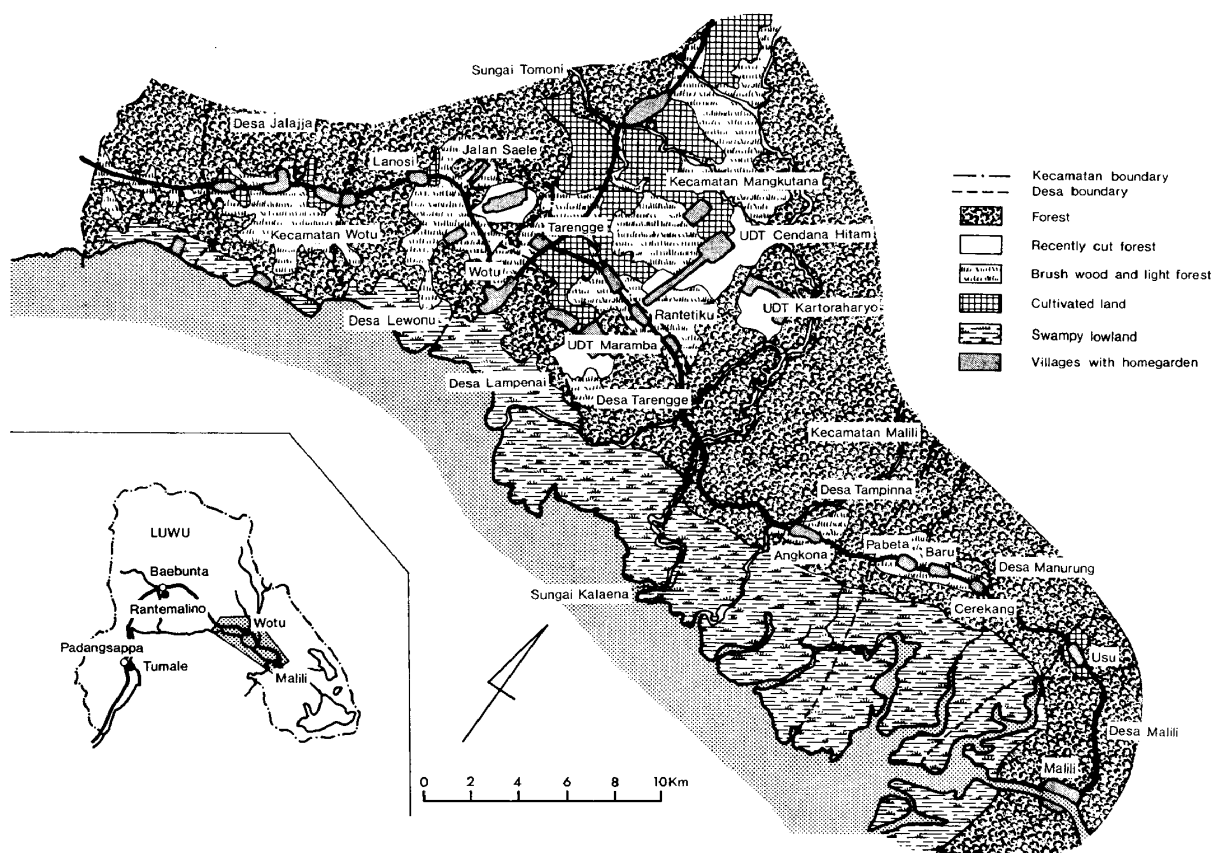 Sungai Tomoni
Desa Jalajja
Jalan Saele
Lanosi
Kecamatan Mangkutana
Kecamatan Wotu
Tarengge
UDT Cendana Hitam
Wotu
Rantetiku
UDT Kartoraharyo
Desa Lewonu
UDT Maramba
Desa Lampenai
Desa Tarengge
Kecamatan Malili
Desa Tampinna
Angkona
Pabeta
Baru
Desa Manurung
Sungai Kalaena
Cerekang
Usu
Desa Malili
Malili
Kecamatan boundary
Desa boundary
Forest
Recently cut forest
Brush wood and light forest
Cultivated land
Swampy lowland
Villages with homegarden
LUWU
Baebunta
Rantemalino
Wotu
Padangsappa
Tumale
Malili
0 2 4 6 8 10Km